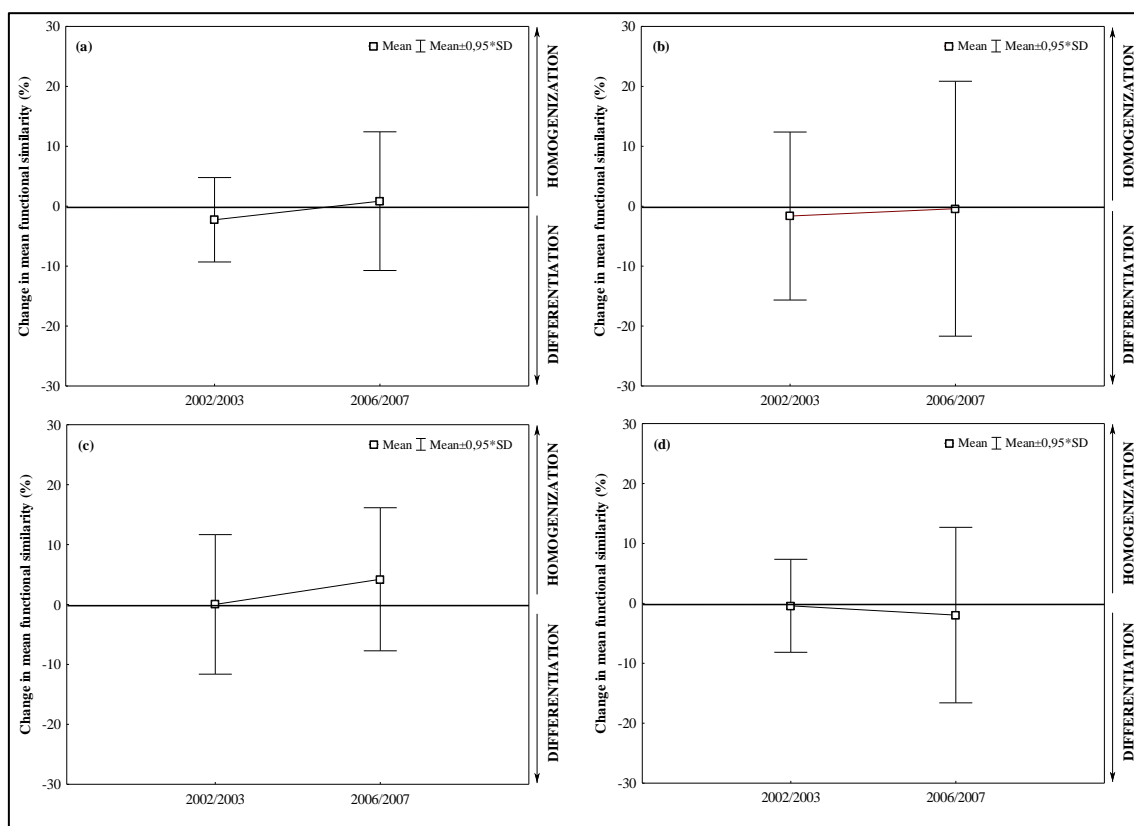 (a)
Mean Mean±0,95*SD
Change in mean functional similarity (%)
30
20
10
0
-10
-20
-30
2002/2003 2006/2007
HOMOGENIZATION
DIFFERENTIATION
(b)
Mean Mean±0,95*SD
Change in mean functional similarity (%)
30
20
10
0
-10
-20
-30
2002/2003 2006/2007
HOMOGENIZATION
DIFFERENTIATION
(c)
Mean Mean±0,95*SD
Change in mean functional similarity (%)
30
20
10
0
-10
-20
-30
2002/2003 2006/2007
HOMOGENIZATION
DIFFERENTIATION
(d)
Mean Mean±0,95*SD
Change in mean functional similarity (%)
30
20
10
0
-10
-20
-30
2002/2003 2006/2007
HOMOGENIZATION
DIFFERENTIATION